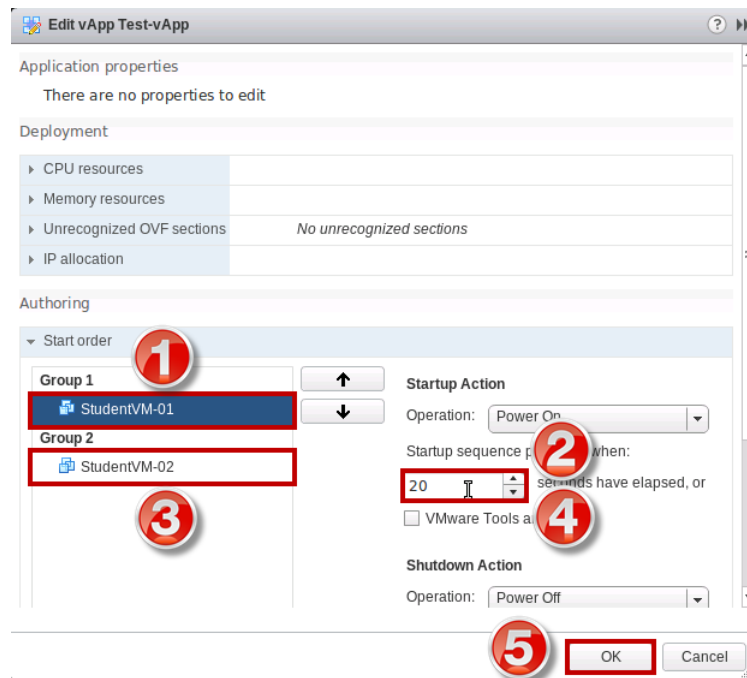 Edit vApp Test-vApp
?
Application properties
There are no properties to edit
Deployment
CPU resources
Memory resources
Unrecognized OVF sections No unrecognized sections
IP allocation
Authoring
Start order
1
Group 1
StudentVM-01
Group 2
StudentVM-02
3
Startup Action
Operation: Power On
Startup sequence when:
2
20 seconds have elapsed, or
VMware Tools
4
Shutdown Action
Operation: Power Off
5
OK Cancel